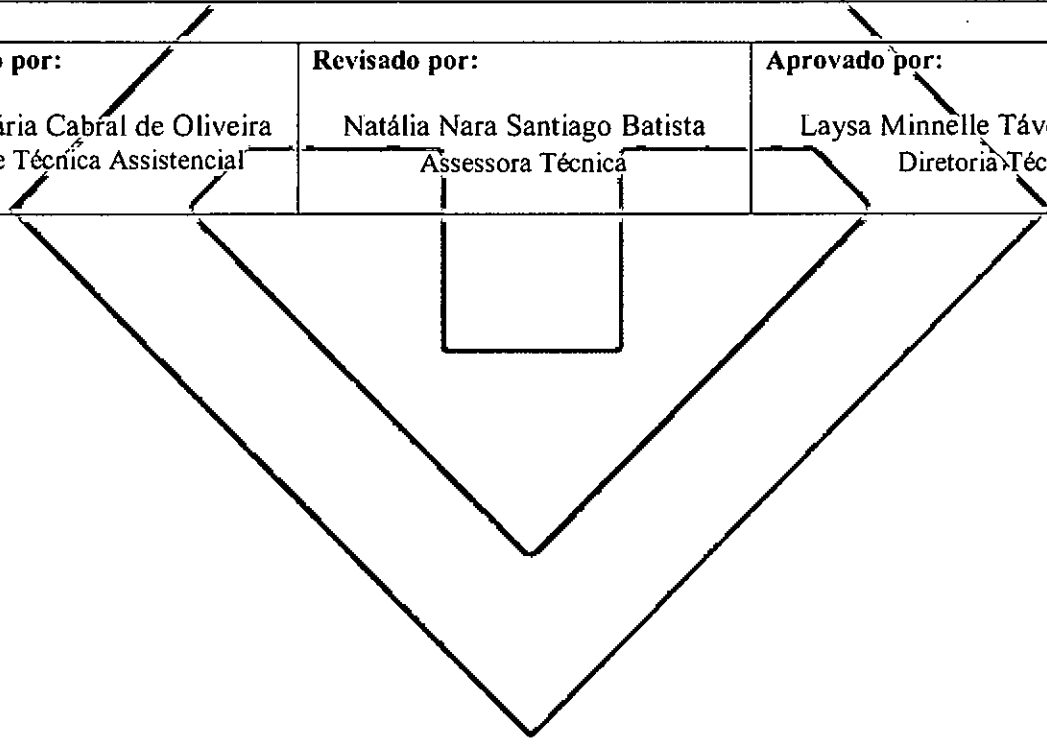 por:
Revisado por:
Aprovado por:
ária Cabral de Oliveira
Natália Nara Santiago Batista
Laysa Minnelle Táv
e Técnica Assistencial
Assessora Técnica
Diretoria Téc